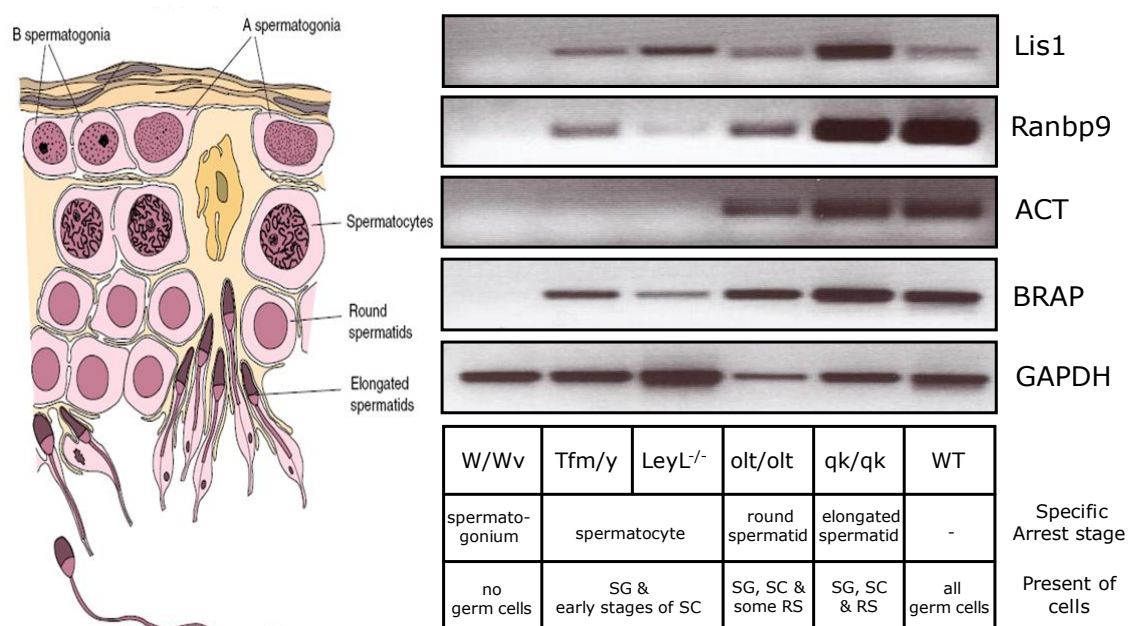 A spermatogonia
B spermatogonia
Spermatocytes
Round
spermatids
Elongated
spermatids
Lis1
Ranbp9
ACT
BRAP
GAPDH
W/Wv Tfm/y LeyL-/- olt/olt qk/qk WT
spermato-
gonium
spermatocyte
round
spermatid
elongated
spermatid
-
Specific
Arrest stage
no
germ cells
SG &
early stages of SC
SG, SC &
some RS
SG, SC
& RS
all
germ cells
Present of
cells